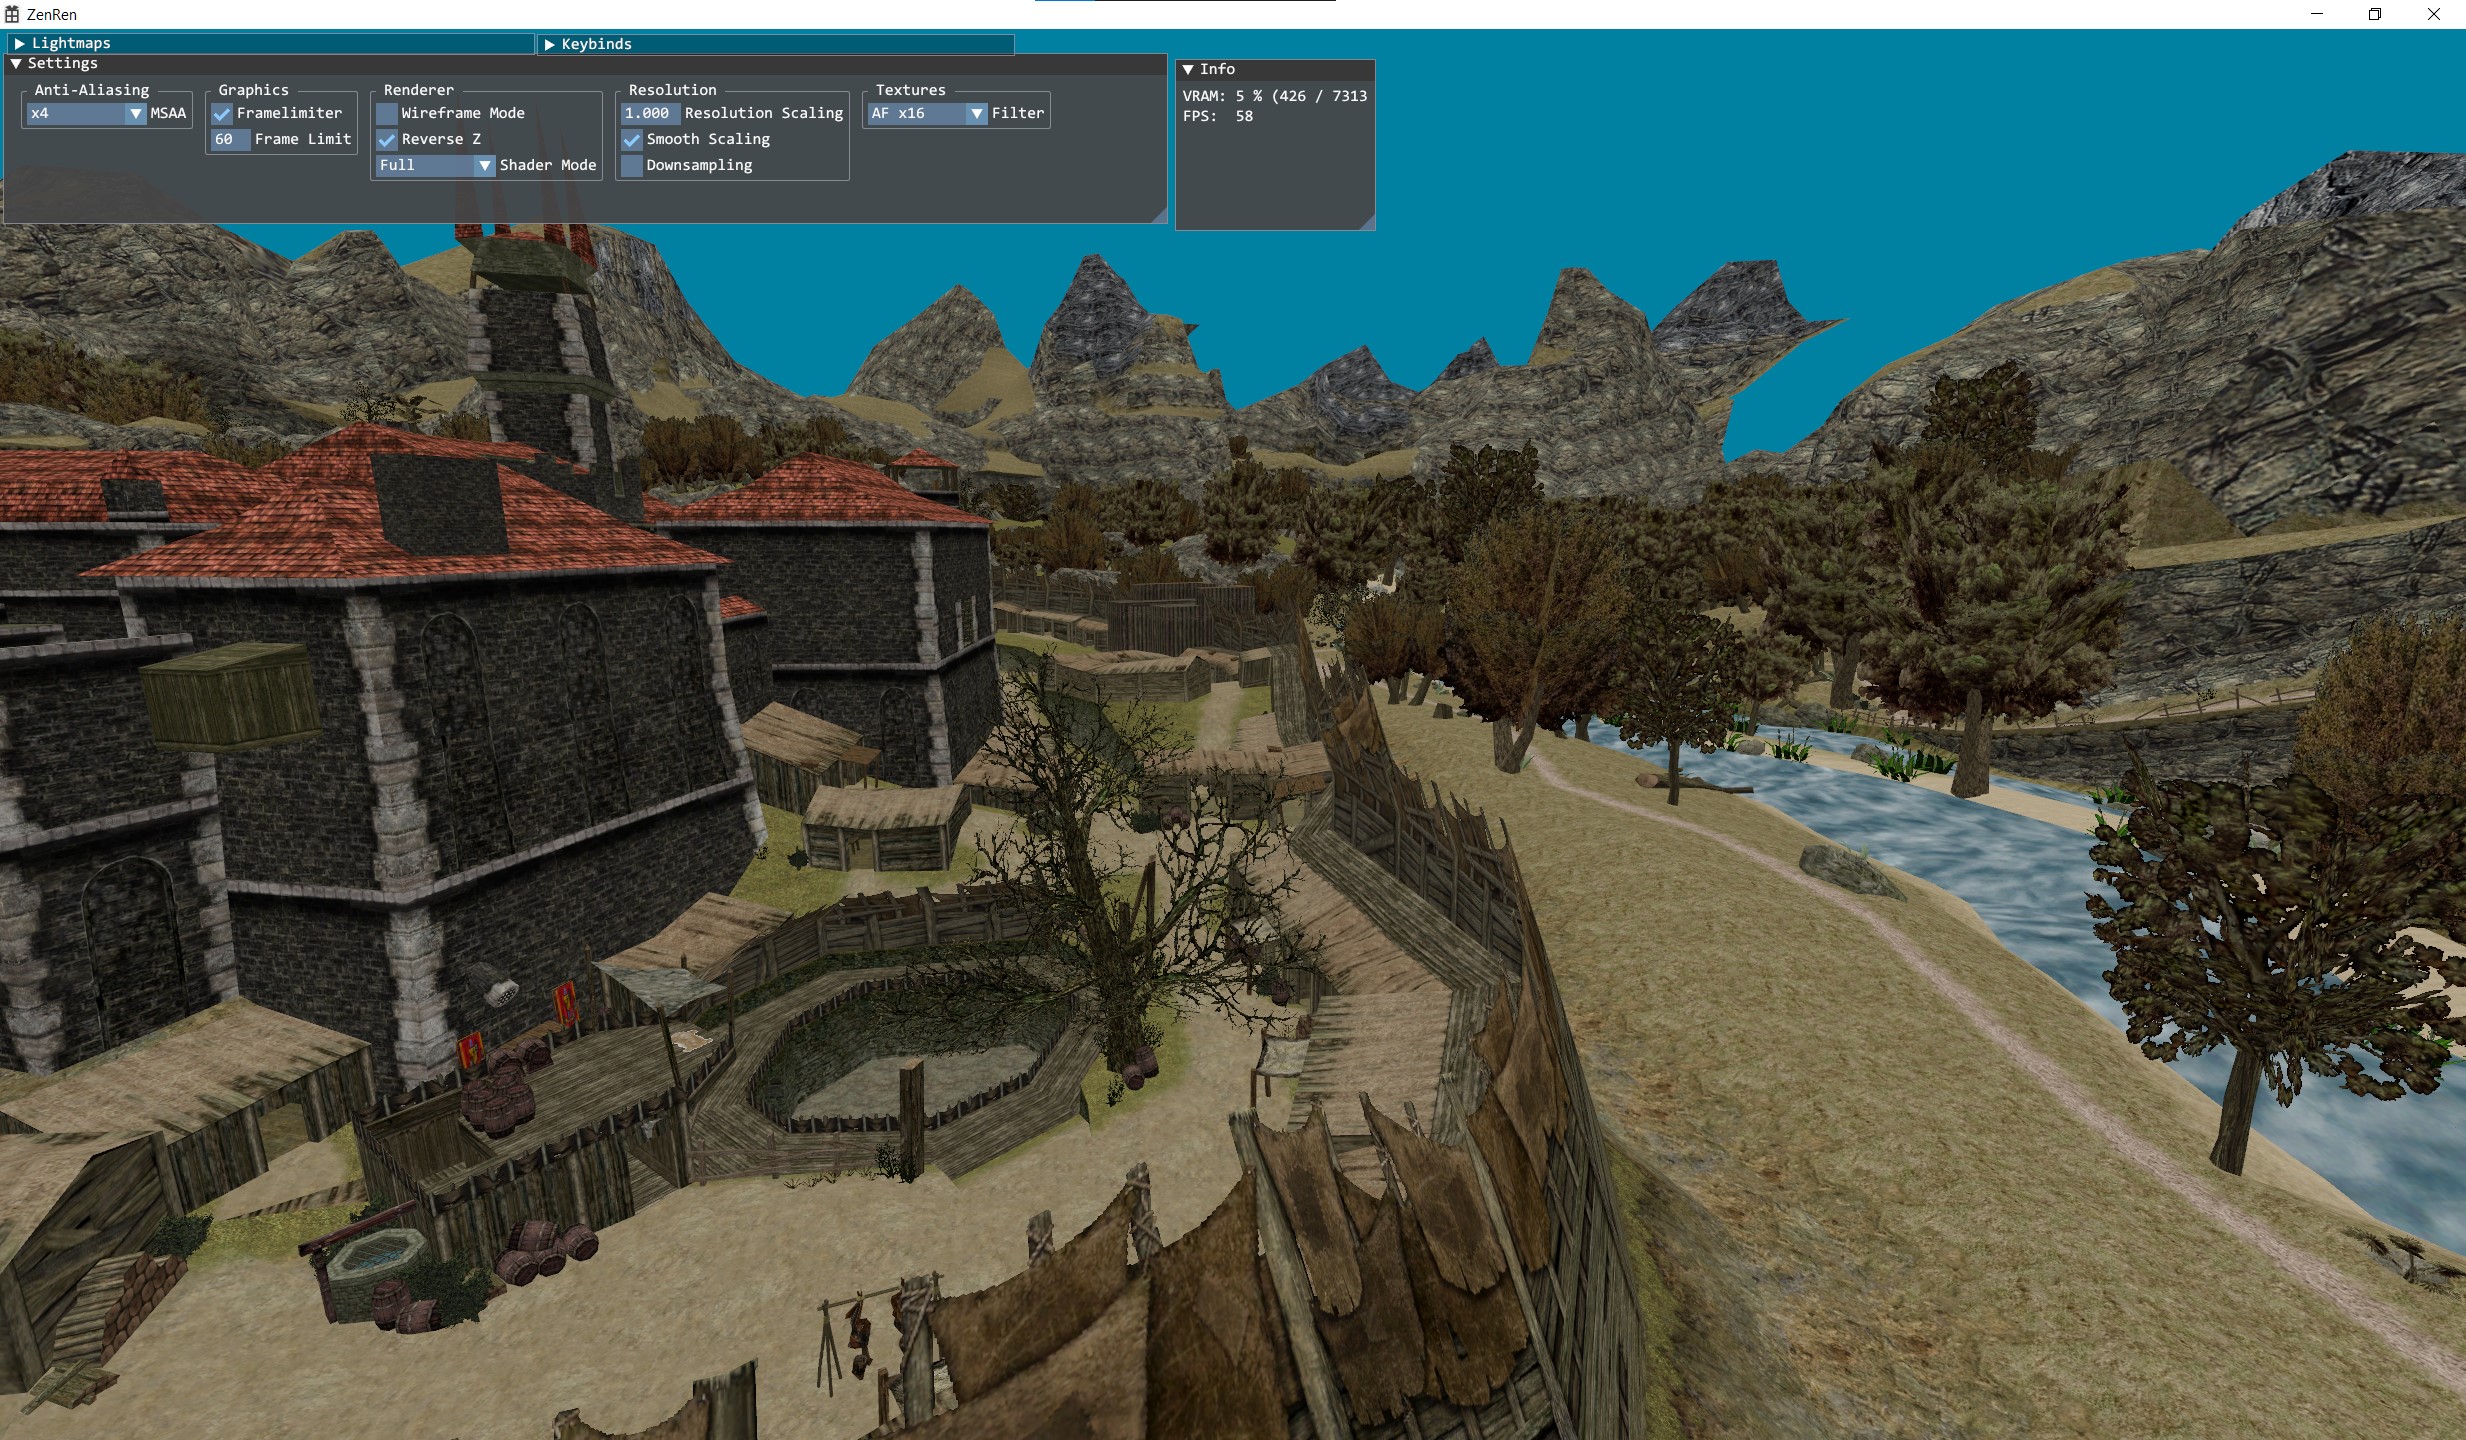 ZenRen
Lightmaps
Keybinds
Settings
Info
Anti-Aliasing
x4 MSAA
Graphics
Framelimiter
60 Frame Limit
Renderer
Wireframe Mode
Reverse Z
Full Shader Mode
Resolution
1.000 Resolution Scaling
Smooth Scaling
Downsampling
Textures
AF x16 Filter
VRAM: 5 % (426 / 7313
FPS: 58